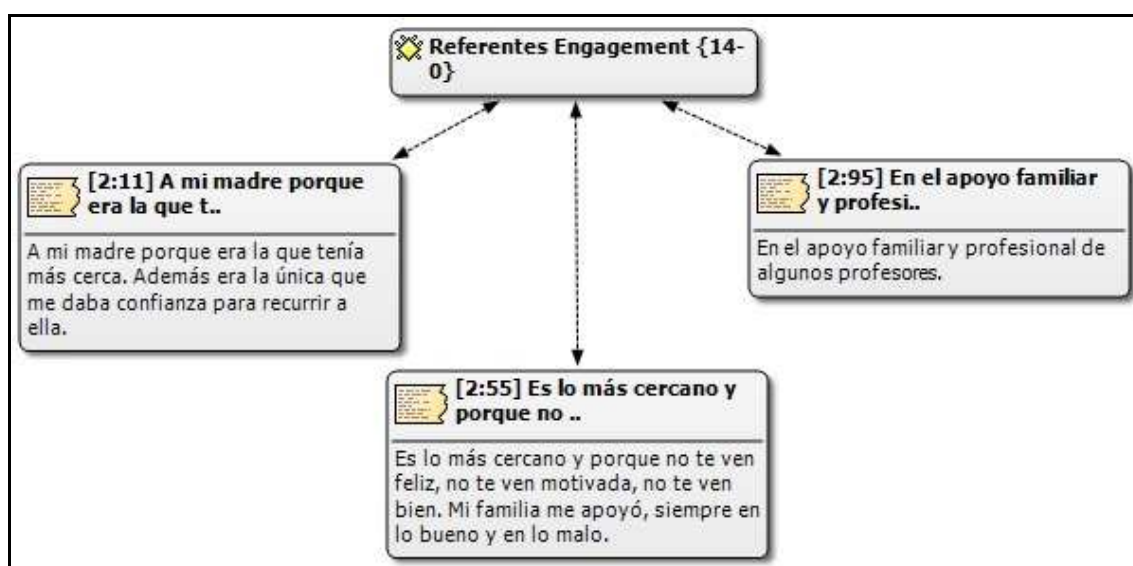 Referentes Engagement {14-
0}
[2:11] A mi madre porque
era la que t..
A mi madre porque era la que tenía
más cerca. Además era la única que
me daba confianza para recurrir a
ella.
[2:95] En el apoyo familiar
y profesi..
En el apoyo familiar y profesional de
algunos profesores.
[2:55] Es lo más cercano y
porque no ..
Es lo más cercano y porque no te ven
feliz, no te ven motivada, no te ven
bien. Mi familia me apoyó, siempre en
lo bueno y en lo malo.